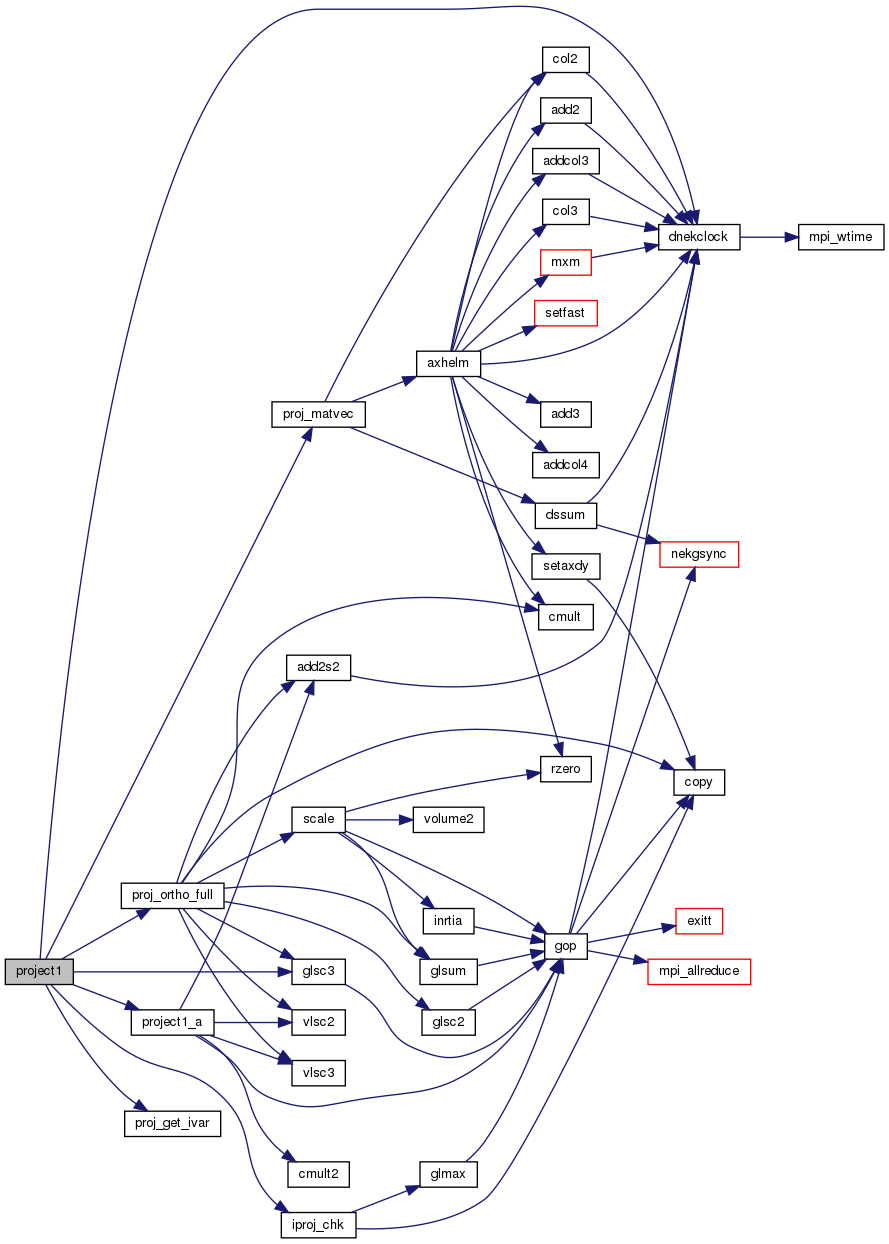 col2
add2
addcol3
col3
dnekclock
mpi_wtime
mxm
setfast
axhelm
add3
proj_matvec
addcol4
dssum
nekgsync
setaxdy
cmult
add2s2
rzero
copy
scale
volume2
proj_ortho_full
inrtia
exitt
gop
project1
glsc3
glsum
mpi_allreduce
project1_a
vlsc2
glsc2
vlsc3
proj_get_ivar
cmult2
glmax
iproj_chk